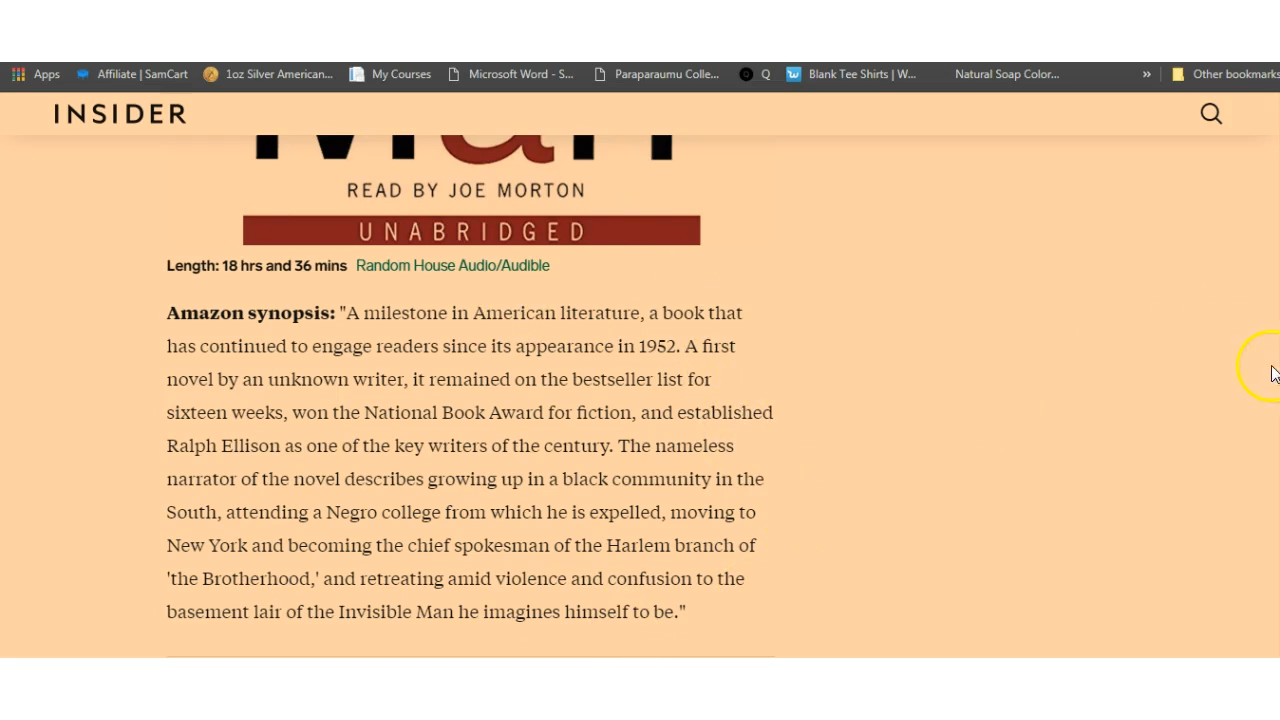 Apps Affiliate | SamCart 1oz Silver American... My Courses Microsoft Word - S... Paraparaumu Colle... Q Blank Tee Shirts | W... Natural Soap Color... » Other bookmarks
INSIDER
Man
READ BY JOE MORTON
UNABRIDGED
Length: 18 hrs and 36 mins Random House Audio/Audible
Amazon synopsis: "A milestone in American literature, a book that
has continued to engage readers since its appearance in 1952. A first
novel by an unknown writer, it remained on the bestseller list for
sixteen weeks, won the National Book Award for fiction, and established
Ralph Ellison as one of the key writers of the century. The nameless
narrator of the novel describes growing up in a black community in the
South, attending a Negro college from which he is expelled, moving to
New York and becoming the chief spokesman of the Harlem branch of
'the Brotherhood,' and retreating amid violence and confusion to the
basement lair of the Invisible Man he imagines himself to be."